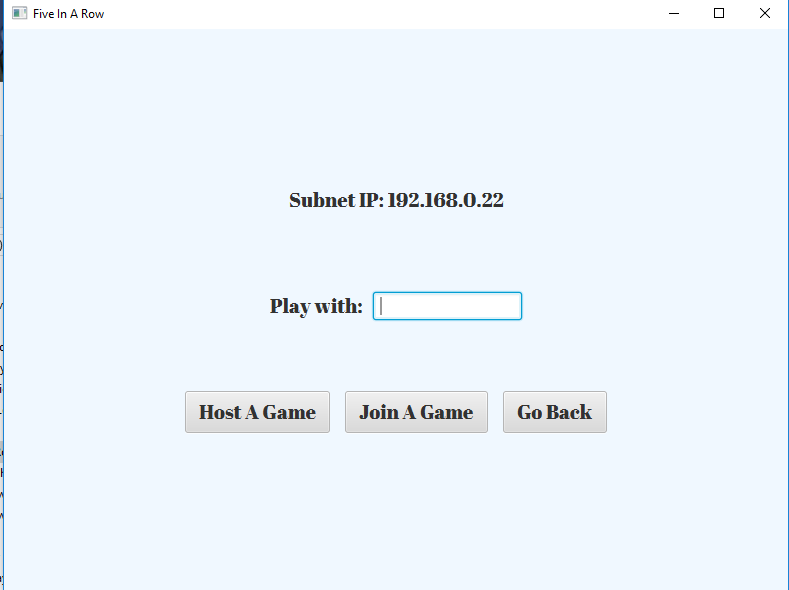 Five In A Row
Subnet IP: 192.168.0.22
Play with:
Host A Game Join A Game Go Back